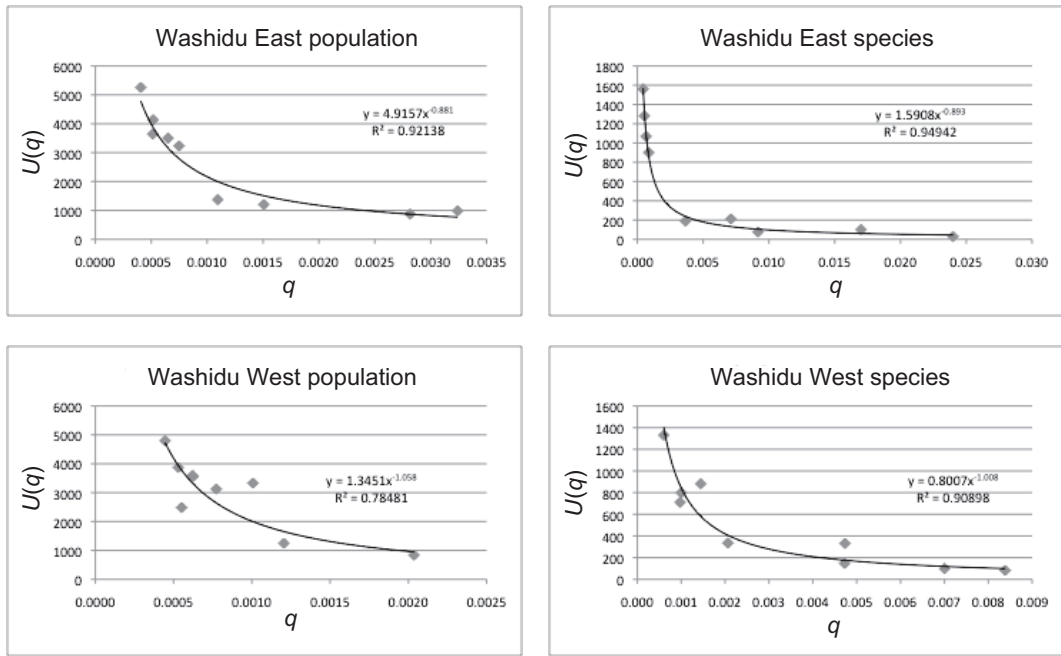 Washidu East population
6000
5000
4000
3000
2000
1000
0
U(q)
y = 4.9157x^-0.881
R² = 0.92138
0.0000 0.0005 0.0010 0.0015 0.0020 0.0025 0.0030 0.0035
q
Washidu East species
1800
1600
1400
1200
1000
800
600
400
200
0
U(q)
y = 1.5908x^-0.893
R² = 0.94942
0.000 0.005 0.010 0.015 0.020 0.025 0.030
q
Washidu West population
6000
5000
4000
3000
2000
1000
0
U(q)
y = 1.3451x^-1.058
R² = 0.78481
0.0000 0.0005 0.0010 0.0015 0.0020 0.0025
q
Washidu West species
1600
1400
1200
1000
800
600
400
200
0
U(q)
y = 0.8007x^-1.008
R² = 0.90898
0.000 0.001 0.002 0.003 0.004 0.005 0.006 0.007 0.008 0.009
q